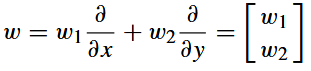 w = w₁ ∂/∂x + w₂ ∂/∂y = [ w₁ w₂ ]